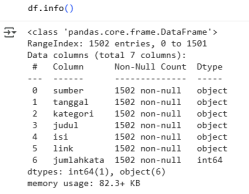 df.info()
<class 'pandas.core.frame.DataFrame'>
RangeIndex: 1502 entries, 0 to 1501
Data columns (total 7 columns):
 #   Column      Non-Null Count  Dtype
---  ------      --------------  -----
 0   sumber      1502 non-null   object
 1   tanggal     1502 non-null   object
 2   kategori    1502 non-null   object
 3   judul       1502 non-null   object
 4   isi         1502 non-null   object
 5   link        1502 non-null   object
 6   jumlahkata  1502 non-null   int64
dtypes: int64(1), object(6)
memory usage: 82.3+ KB